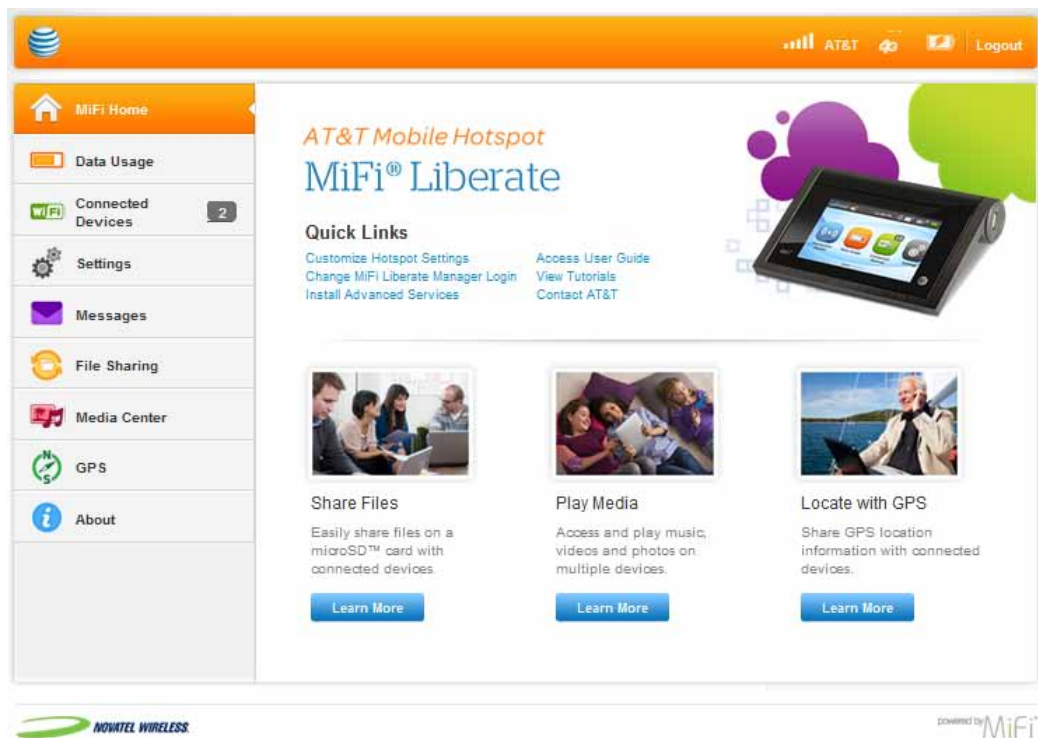 AT&T 4G Logout
MiFi Home
Data Usage
WiFi Connected
Devices 2
Settings
Messages
File Sharing
Media Center
N
GPS
S
About
AT&T Mobile Hotspot
MiFi® Liberate
Quick Links
Customize Hotspot Settings
Change MiFi Liberate Manager Login
Install Advanced Services
Access User Guide
View Tutorials
Contact AT&T
Share Files
Easily share files on a
microSD™ card with
connected devices.
Learn More
Play Media
Access and play music,
videos and photos on
multiple devices.
Learn More
Locate with GPS
Share GPS location
information with connected
devices.
Learn More
NOVATEL WIRELESS.
powered by MiFi